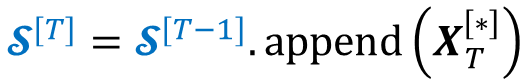 𝓢^{[T]} = 𝓢^{[T−1]}.append(𝑿_T^{[∗]})